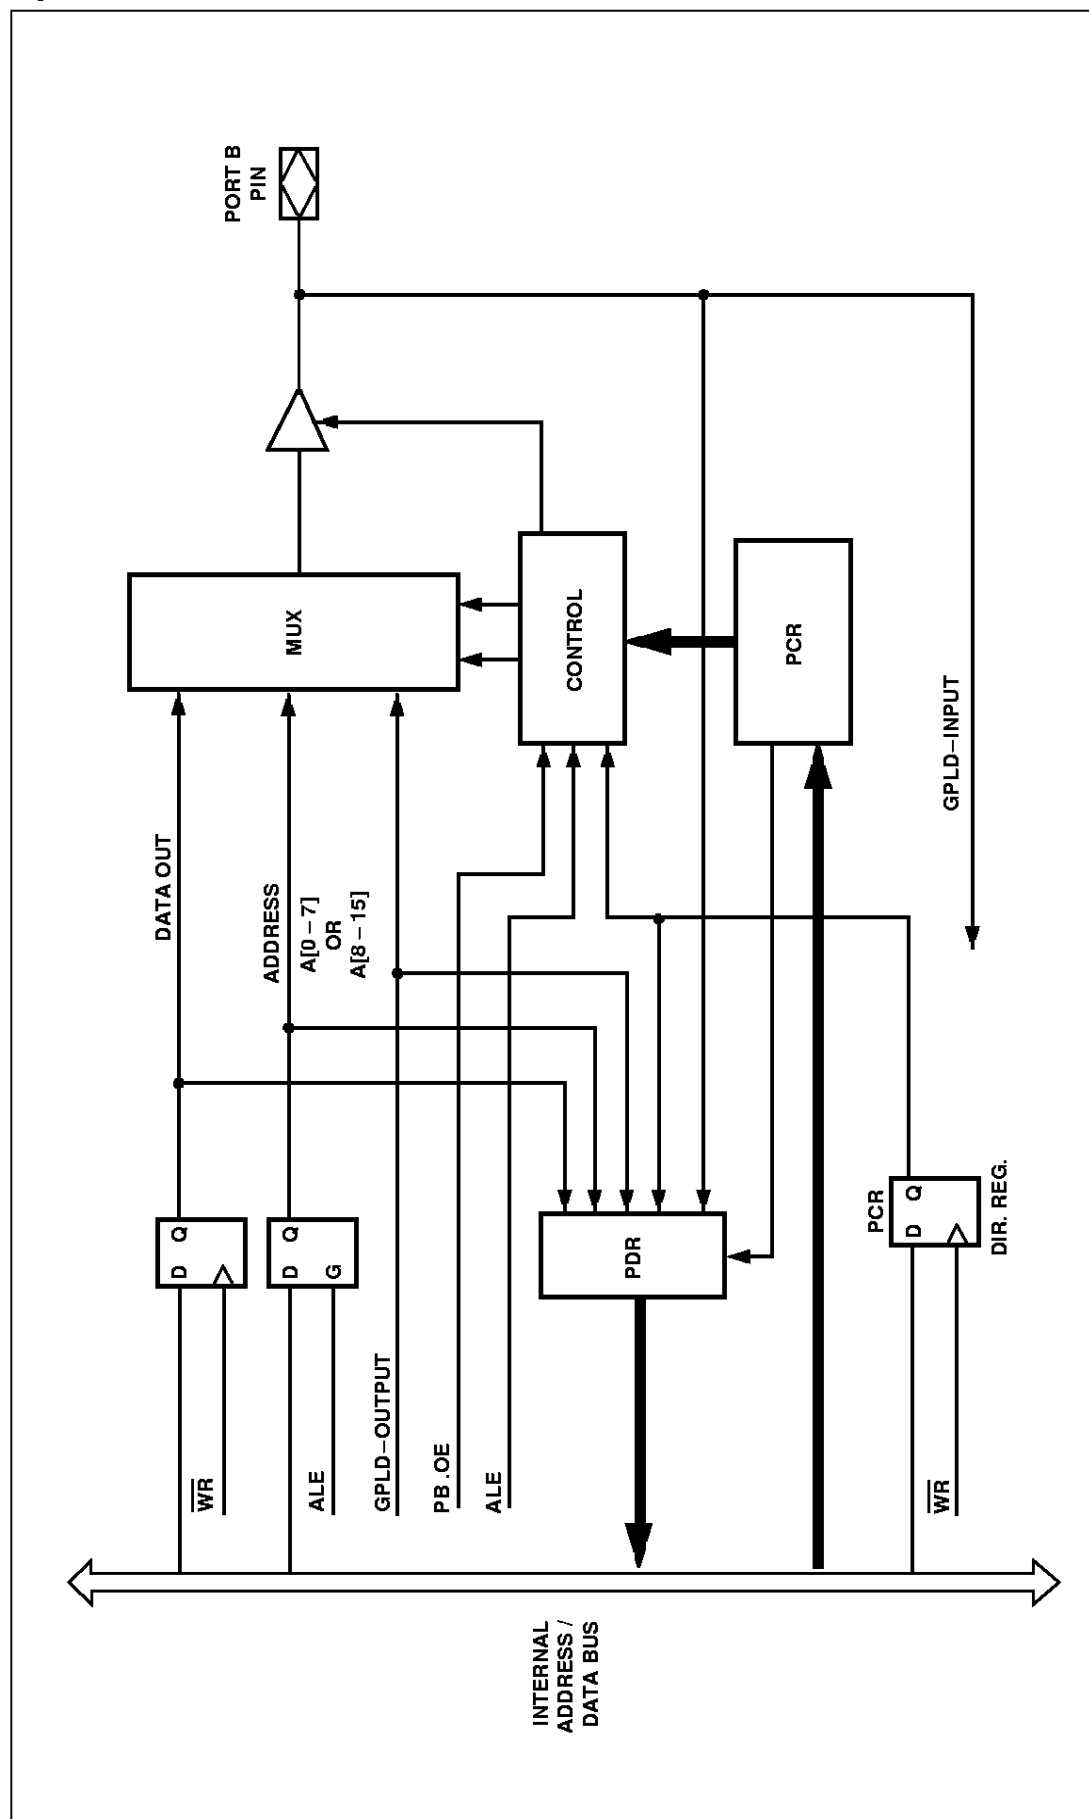 INTERNAL
ADDRESS /
DATA BUS
WR
D Q
DATA OUT
ALE
D Q
G
ADDRESS
A[0–7]
OR
A[8–15]
GPLD–OUTPUT
PB .OE
ALE
MUX
PORT B
PIN
CONTROL
PDR
PCR
PCR
D Q
WR
DIR. REG.
GPLD–INPUT